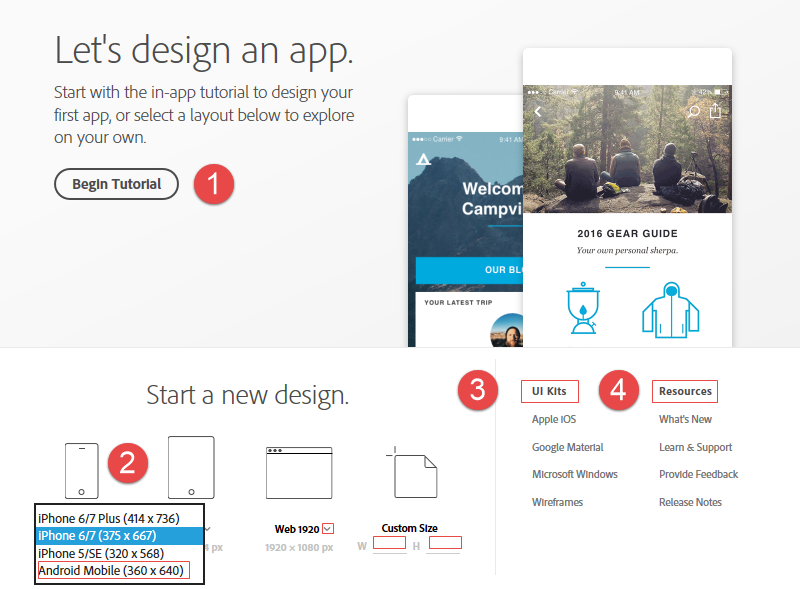 Let's design an app.
Start with the in-app tutorial to design your
first app, or select a layout below to explore
on your own.
Begin Tutorial
1
Carrier
9:41 AM
Welcom
Campvi
OUR BLO
YOUR LATEST TRIP
Carrier
9:41 AM
42%
2016 GEAR GUIDE
Your own personal sherpa.
Start a new design.
2
iPhone 6/7 Plus (414 x 736)
iPhone 6/7 (375 x 667)
iPhone 5/SE (320 x 568)
Android Mobile (360 x 640)
4 px
Web 1920
1920 x 1080 px
Custom Size
W H
3
UI Kits
Apple iOS
Google Material
Microsoft Windows
Wireframes
4
Resources
What's New
Learn & Support
Provide Feedback
Release Notes